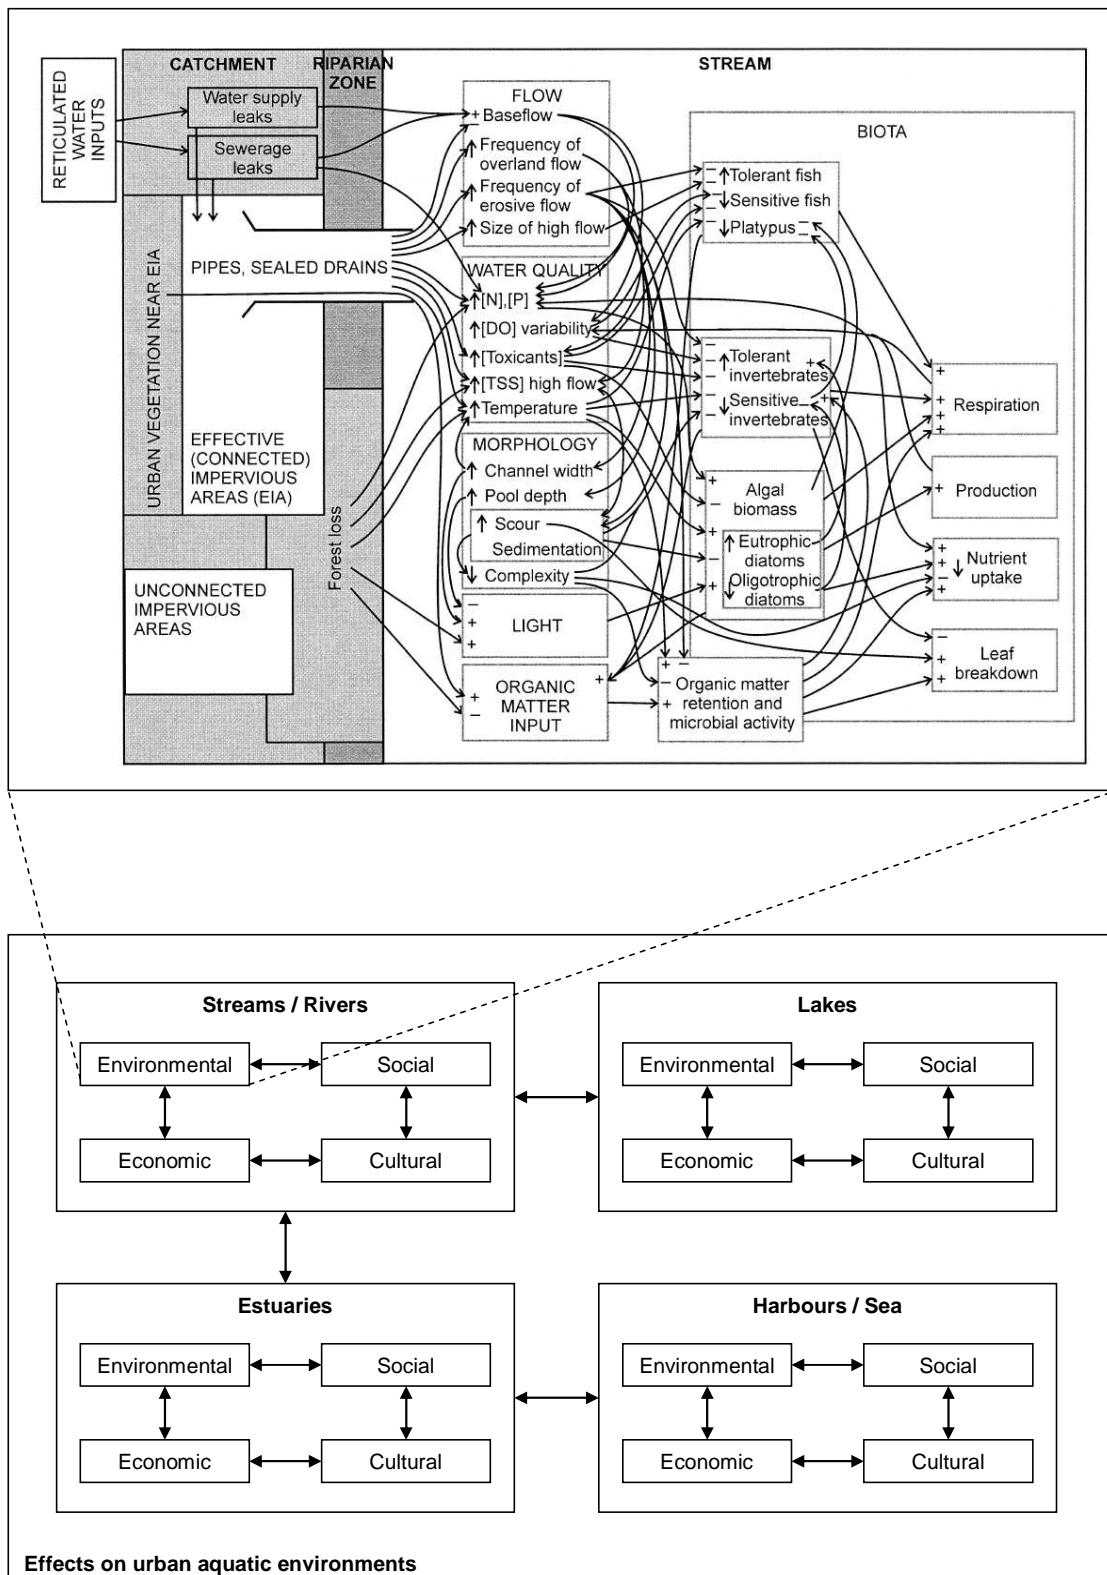 CATCHMENT
RIPARIAN
ZONE
STREAM
RETICULATED
WATER
INPUTS
Water supply
leaks
Sewerage
leaks
URBAN VEGETATION NEAR EIA
PIPES, SEALED DRAINS
EFFECTIVE
(CONNECTED)
IMPERVIOUS
AREAS (EIA)
UNCONNECTED
IMPERVIOUS
AREAS
Forest loss
FLOW
+ Baseflow
−
↑ Frequency of
overland flow
↑ Frequency of
erosive flow
↑ Size of high flow
WATER QUALITY
↑ [N],[P]
↑ [DO] variability
↑ [Toxicants]
↑ [TSS] high flow
↑ Temperature
MORPHOLOGY
↑ Channel width
↑ Pool depth
↑ Scour
Sedimentation
↓ Complexity
−
+
+
LIGHT
+
−
ORGANIC +
MATTER
INPUT
BIOTA
−
− ↑ Tolerant fish
− ↓ Sensitive fish
−
− ↓ Platypus −
−
−
− ↑ Tolerant +
− invertebrates
− ↓ Sensitive − +
− invertebrates
+
−
Algal
biomass
+
−
+
↑ Eutrophic
diatoms
↓ Oligotrophic
diatoms
+ −
−
+
Organic matter
retention and
microbial activity
+
+
+
+
Respiration
+ Production
+
+
−
+
↓ Nutrient
uptake
−
+
+
Leaf
breakdown
Streams / Rivers
Environmental
Social
Economic
Cultural
Lakes
Environmental
Social
Economic
Cultural
Estuaries
Environmental
Social
Economic
Cultural
Harbours / Sea
Environmental
Social
Economic
Cultural
Effects on urban aquatic environments